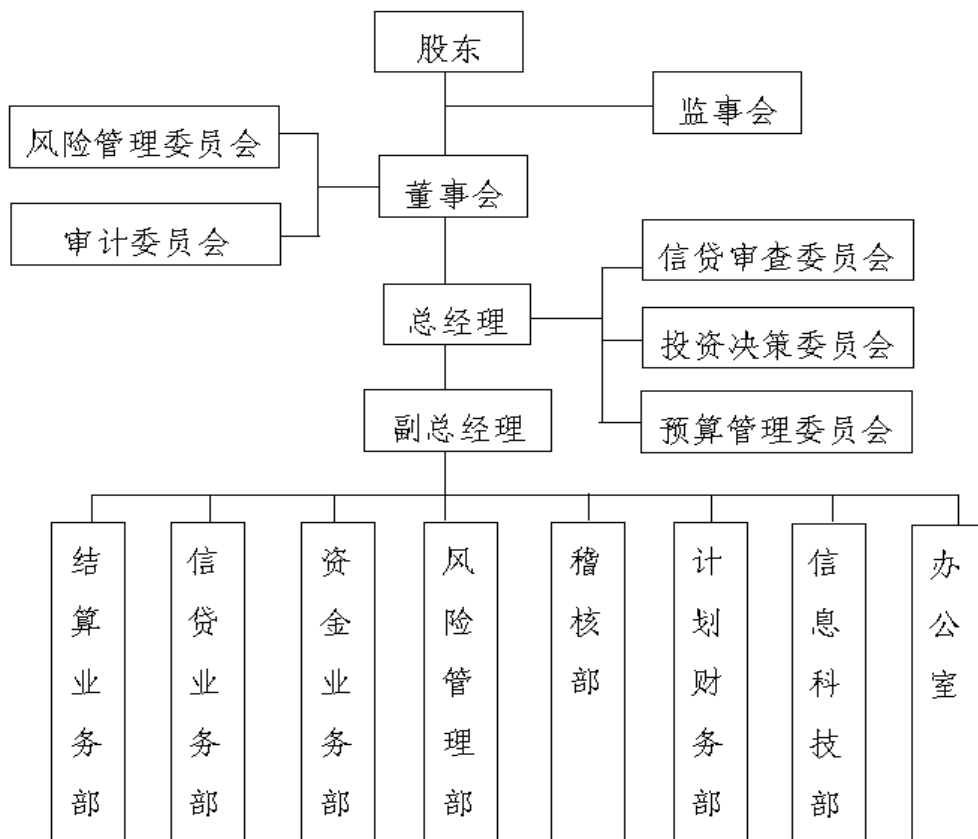 股东
监事会
风险管理委员会
董事会
审计委员会
信贷审查委员会
总经理
投资决策委员会
副总经理
预算管理委员会
结算业务部
信贷业务部
资金业务部
风险管理部
稽核部
计划财务部
信息科技部
办公室